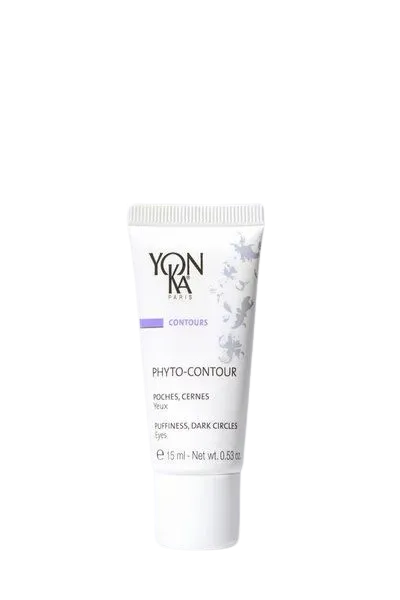 YON
KA®
PARIS
CONTOURS
PHYTO-CONTOUR
POCHES, CERNES
Yeux
PUFFINESS, DARK CIRCLES
Eyes
℮ 15 ml - Net wt. 0.53 oz.